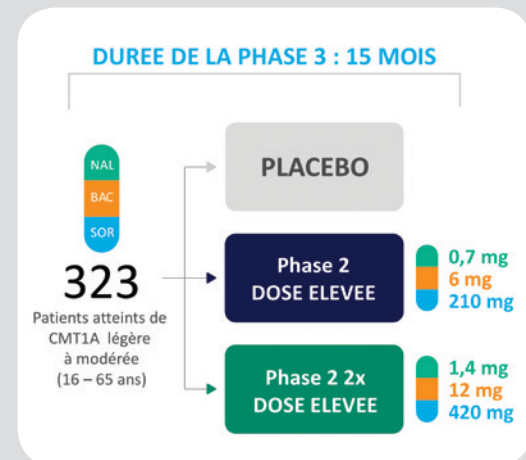 DUREE DE LA PHASE 3 : 15 MOIS
NAL
BAC
SOR
323
Patients atteints de
CMT1A légère
à modérée
(16 – 65 ans)
PLACEBO
Phase 2
DOSE ELEVEE
0,7 mg
6 mg
210 mg
Phase 2 2x
DOSE ELEVEE
1,4 mg
12 mg
420 mg